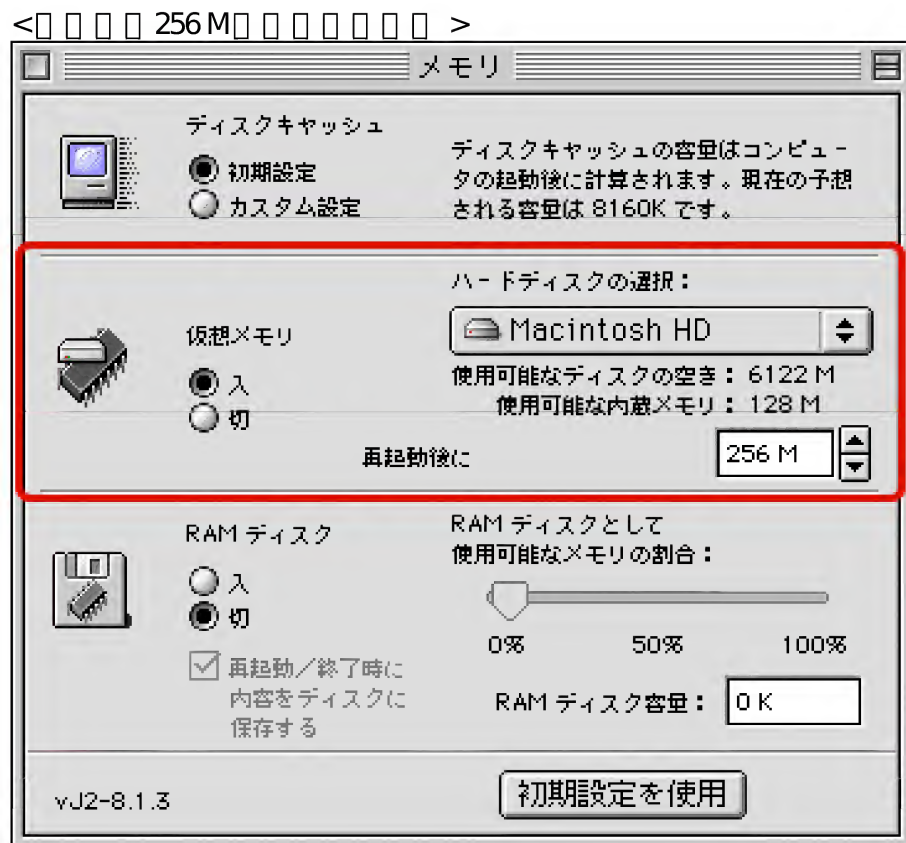 256 M
メモリ
ディスクキャッシュ
初期設定
カスタム設定
ディスクキャッシュの容量はコンピュー
タの起動後に計算されます。現在の予想
される容量は 8160K です。
仮想メモリ
入
切
ハードディスクの選択：
Macintosh HD
使用可能なディスクの空き： 6122 M
使用可能な内蔵メモリ： 128 M
再起動後に
256 M
RAM ディスク
入
切
再起動／終了時に
内容をディスクに
保存する
RAM ディスクとして
使用可能なメモリの割合：
0% 50% 100%
RAM ディスク容量： 0 K
vJ2-8.1.3
初期設定を使用